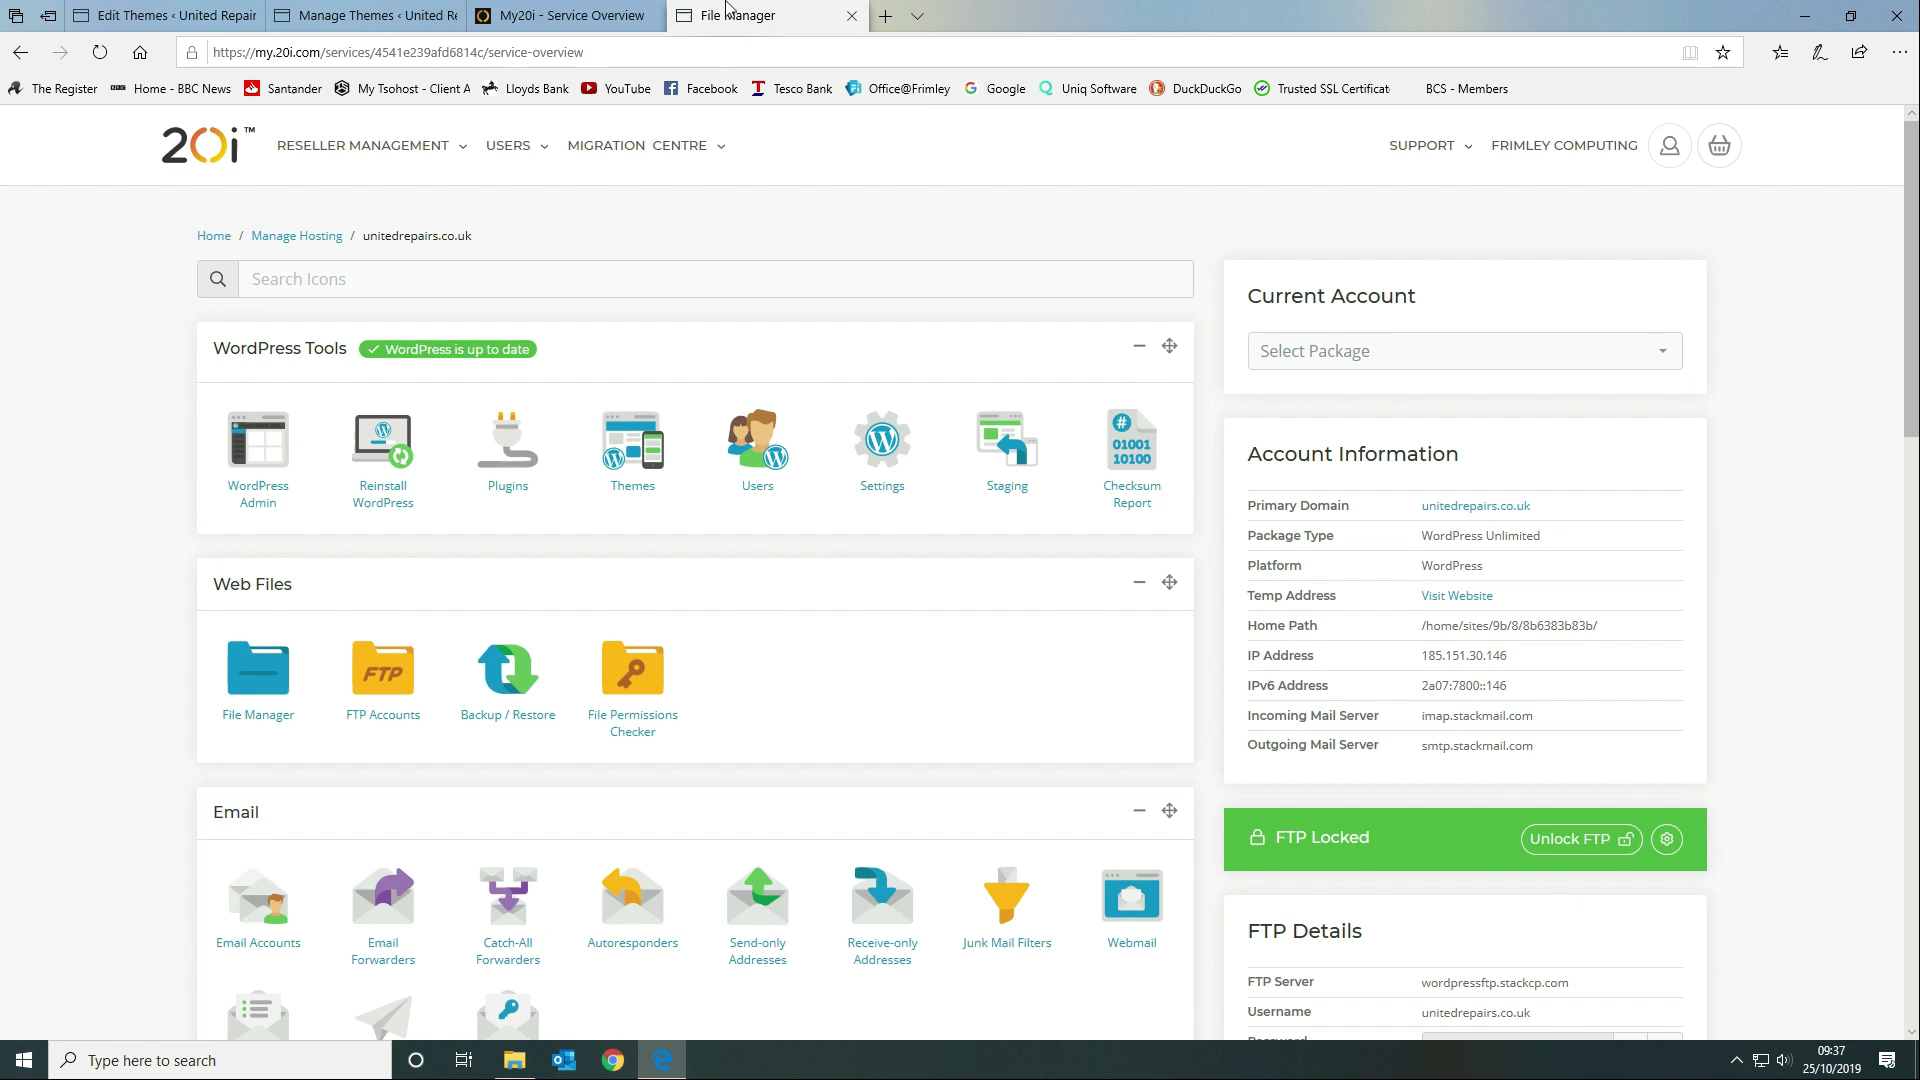 Edit Themes ‹ United Repair
Manage Themes ‹ United Re
My20i - Service Overview
File Manager
https://my.20i.com/services/4541e239afd6814c/service-overview
The Register
Home - BBC News
Santander
My Tsohost - Client A
Lloyds Bank
YouTube
Facebook
Tesco Bank
Office@Frimley
Google
Uniq Software
DuckDuckGo
Trusted SSL Certificat
BCS - Members
20i™
RESELLER MANAGEMENT
USERS
MIGRATION CENTRE
SUPPORT
FRIMLEY COMPUTING
Home / Manage Hosting / unitedrepairs.co.uk
Search Icons
WordPress Tools
WordPress is up to date
WordPress
Admin
Reinstall
WordPress
Plugins
Themes
Users
Settings
Staging
#
01001
10100
Checksum
Report
Web Files
File Manager
FTP
FTP Accounts
Backup / Restore
File Permissions
Checker
Email
Email Accounts
Email
Forwarders
Catch-All
Forwarders
Autoresponders
Send-only
Addresses
Receive-only
Addresses
Junk Mail Filters
Webmail
Current Account
Select Package
Account Information
Primary Domain unitedrepairs.co.uk
Package Type WordPress Unlimited
Platform WordPress
Temp Address Visit Website
Home Path /home/sites/9b/8/8b6383b83b/
IP Address 185.151.30.146
IPv6 Address 2a07:7800::146
Incoming Mail Server imap.stackmail.com
Outgoing Mail Server smtp.stackmail.com
FTP Locked
Unlock FTP
FTP Details
FTP Server wordpressftp.stackcp.com
Username unitedrepairs.co.uk
Password
Type here to search
09:37
25/10/2019